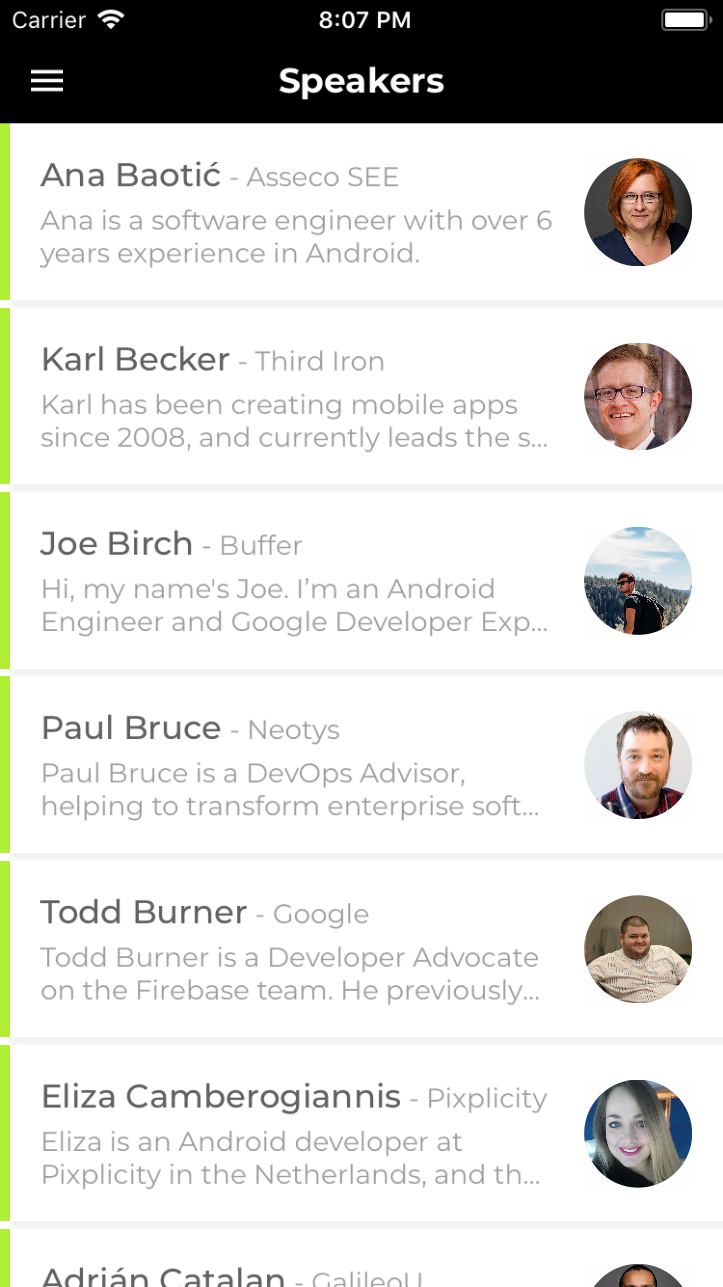 Carrier 8:07 PM
Speakers
Ana Baotić - Asseco SEE
Ana is a software engineer with over 6
years experience in Android.
Karl Becker - Third Iron
Karl has been creating mobile apps
since 2008, and currently leads the s...
Joe Birch - Buffer
Hi, my name's Joe. I’m an Android
Engineer and Google Developer Exp...
Paul Bruce - Neotys
Paul Bruce is a DevOps Advisor,
helping to transform enterprise soft...
Todd Burner - Google
Todd Burner is a Developer Advocate
on the Firebase team. He previously...
Eliza Camberogiannis - Pixplicity
Eliza is an Android developer at
Pixplicity in the Netherlands, and th...
Adrián Catalan - GalileoU